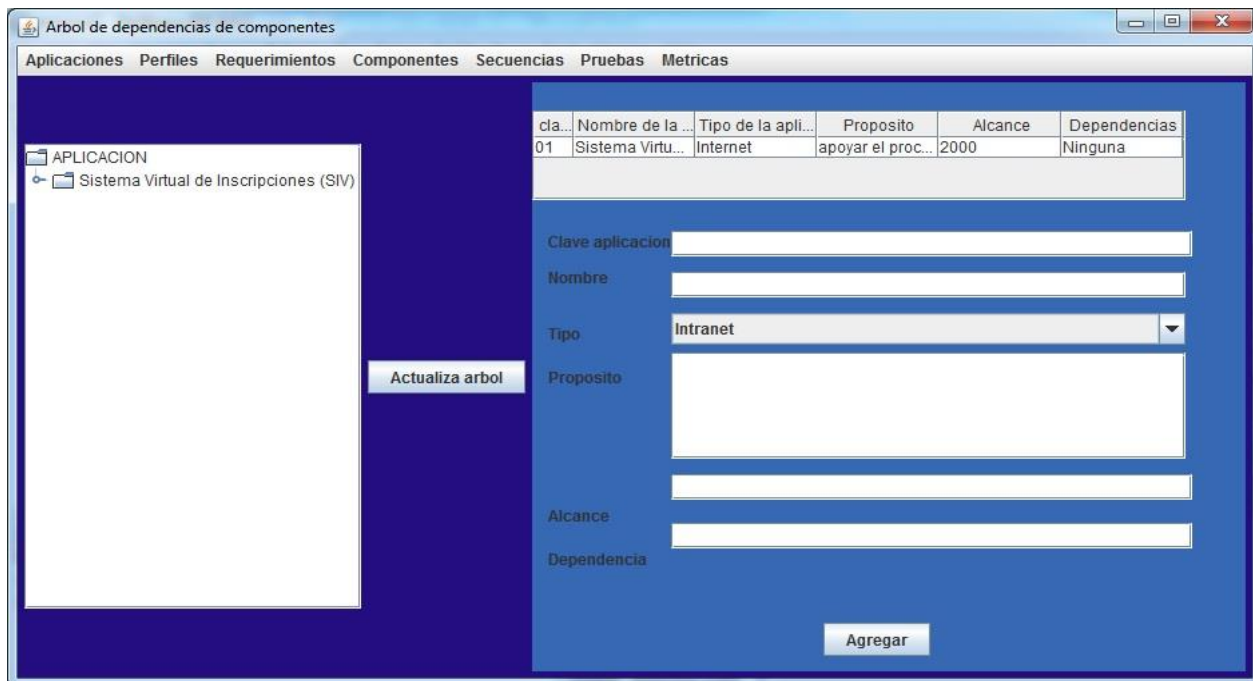 Arbol de dependencias de componentes
Aplicaciones Perfiles Requerimientos Componentes Secuencias Pruebas Metricas
APLICACION
Sistema Virtual de Inscripciones (SIV)
Actualiza arbol
cla... Nombre de la ... Tipo de la apli... Proposito Alcance Dependencias
01 Sistema Virtu... Internet apoyar el proc... 2000 Ninguna
Clave aplicacion
Nombre
Tipo Intranet
Proposito
Alcance
Dependencia
Agregar